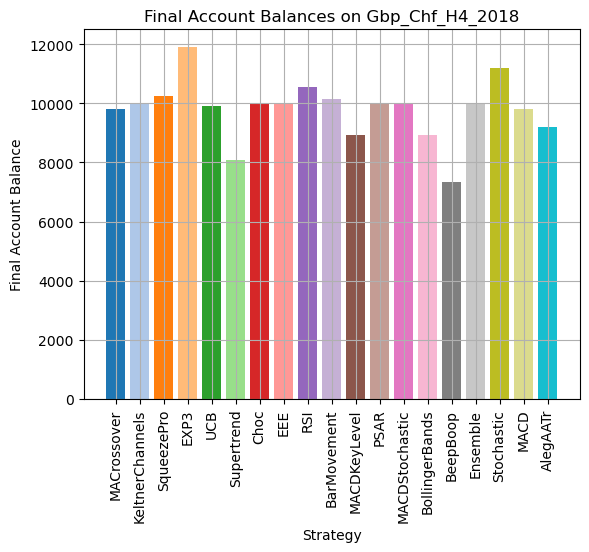 Final Account Balances on Gbp_Chf_H4_2018
Final Account Balance
12000
10000
8000
6000
4000
2000
0
MACrossover
KeltnerChannels
SqueezePro
EXP3
UCB
Supertrend
Choc
EEE
RSI
BarMovement
MACDKeyLevel
PSAR
MACDStochastic
BollingerBands
BeepBoop
Ensemble
Stochastic
MACD
AlegAATr
Strategy